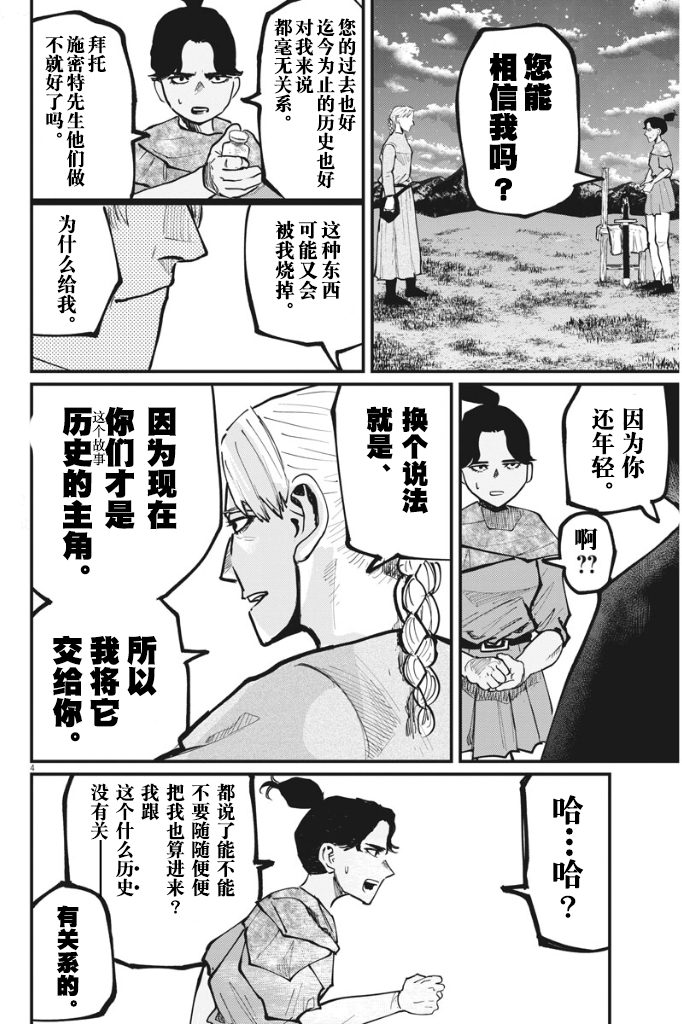 您能
相信我吗？
您的过去也好
迄今为止的历史也好
对我来说
都毫无关系。
拜托
施密特先生他们做
不就好了吗。
这种东西
可能又会
被我烧掉。
为什么给我。
因为你
还年轻。
啊??
换个说法
就是、
因为现在
你们才是
这个故事
历史的主角。
所以
我将它
交给你。
哈…哈？
都说了能不能
不要随随便便
把我也算进来？
我跟
这个什么历史
没有关——
有关系的。
4